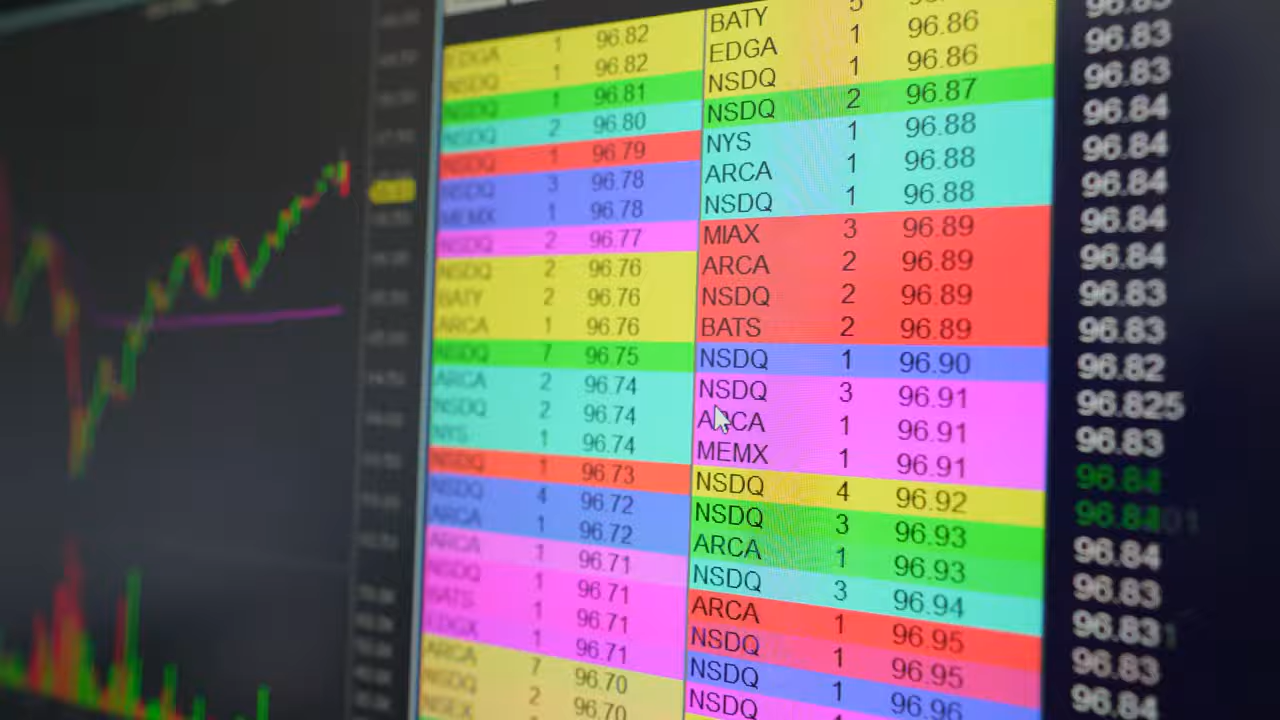 EDGA 1 96.82
NSDQ 1 96.82
NSDQ 1 96.81
NSDQ 2 96.80
NSDQ 1 96.79
NSDQ 3 96.78
MEMX 1 96.78
NSDQ 2 96.77
NSDQ 2 96.76
BATY 2 96.76
ARCA 1 96.76
NSDQ 7 96.75
ARCA 2 96.74
NSDQ 2 96.74
NYS 1 96.74
NSDQ 1 96.73
NSDQ 4 96.72
ARCA 1 96.72
ARCA 1 96.71
NSDQ 1 96.71
BATS 1 96.71
EDGX 1 96.71
ARCA 7 96.70
NSDQ 2 96.70
NSEX
BATY 5
EDGA 1 96.86
NSDQ 1 96.86
NSDQ 2 96.87
NYS 1 96.88
ARCA 1 96.88
NSDQ 1 96.88
MIAX 3 96.89
ARCA 2 96.89
NSDQ 2 96.89
BATS 2 96.89
NSDQ 1 96.90
NSDQ 3 96.91
ARCA 1 96.91
MEMX 1 96.91
NSDQ 4 96.92
NSDQ 3 96.93
ARCA 1 96.93
NSDQ 3 96.94
ARCA 1 96.95
NSDQ 1 96.95
NSDQ 1 96.96
NSDQ
96.83
96.83
96.83
96.84
96.84
96.84
96.84
96.84
96.83
96.83
96.82
96.825
96.83
96.84
96.84
96.83
96.831
96.83
96.84